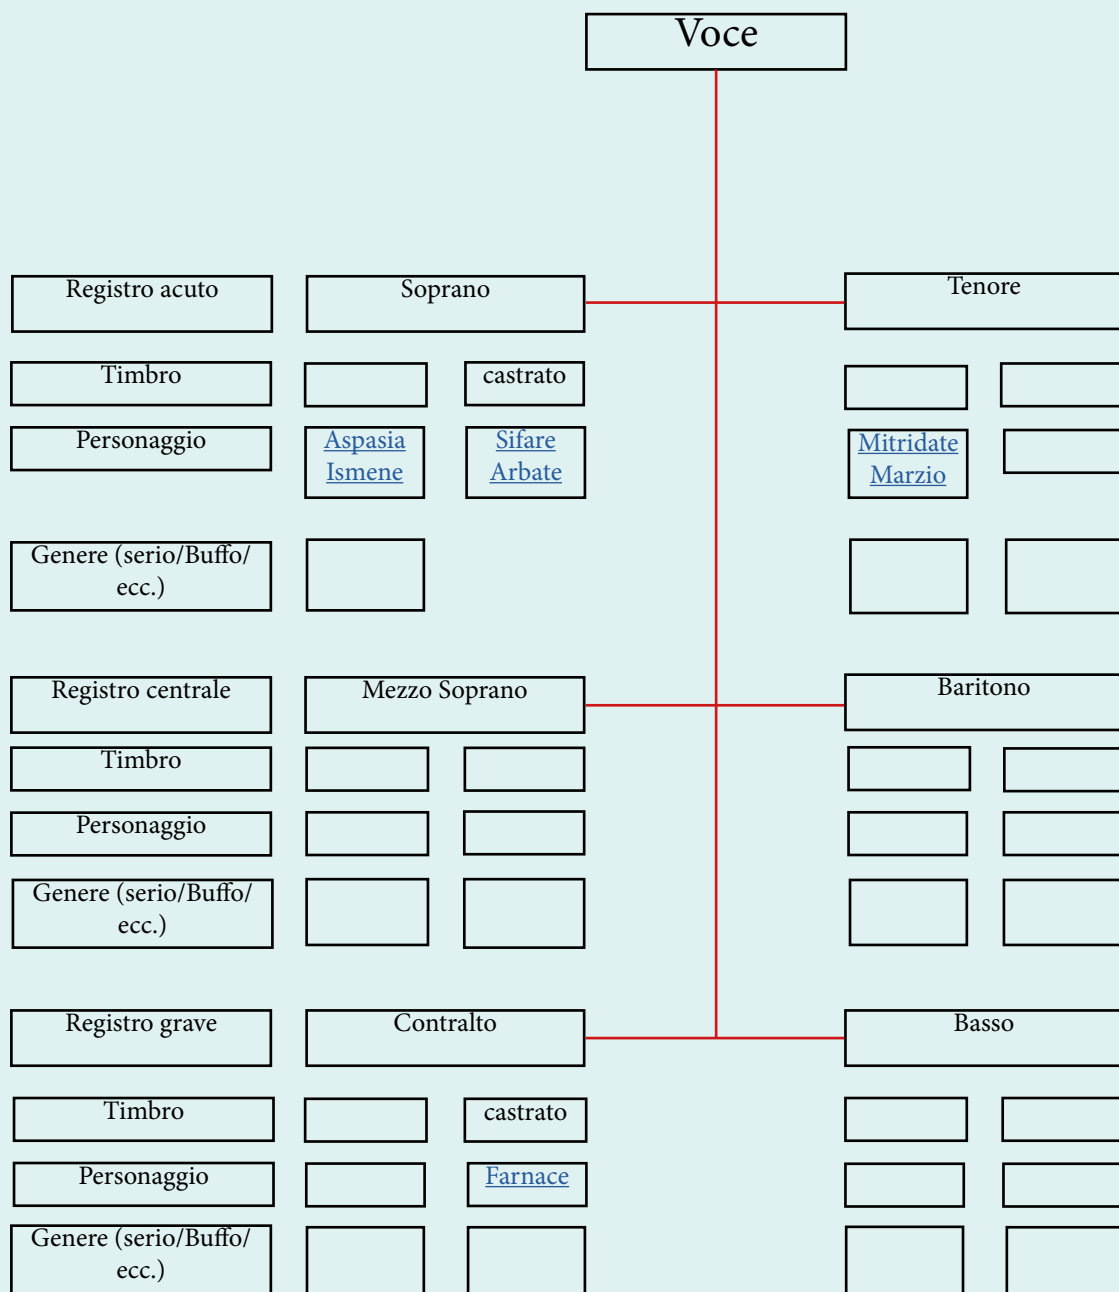 Voce
Registro acuto
Soprano
Tenore
Timbro
castrato
Personaggio
Aspasia
Ismene
Sifare
Arbate
Mitridate
Marzio
Genere (serio/Buffo/
ecc.)
Registro centrale
Mezzo Soprano
Baritono
Timbro
Personaggio
Genere (serio/Buffo/
ecc.)
Registro grave
Contralto
Basso
Timbro
castrato
Personaggio
Farnace
Genere (serio/Buffo/
ecc.)